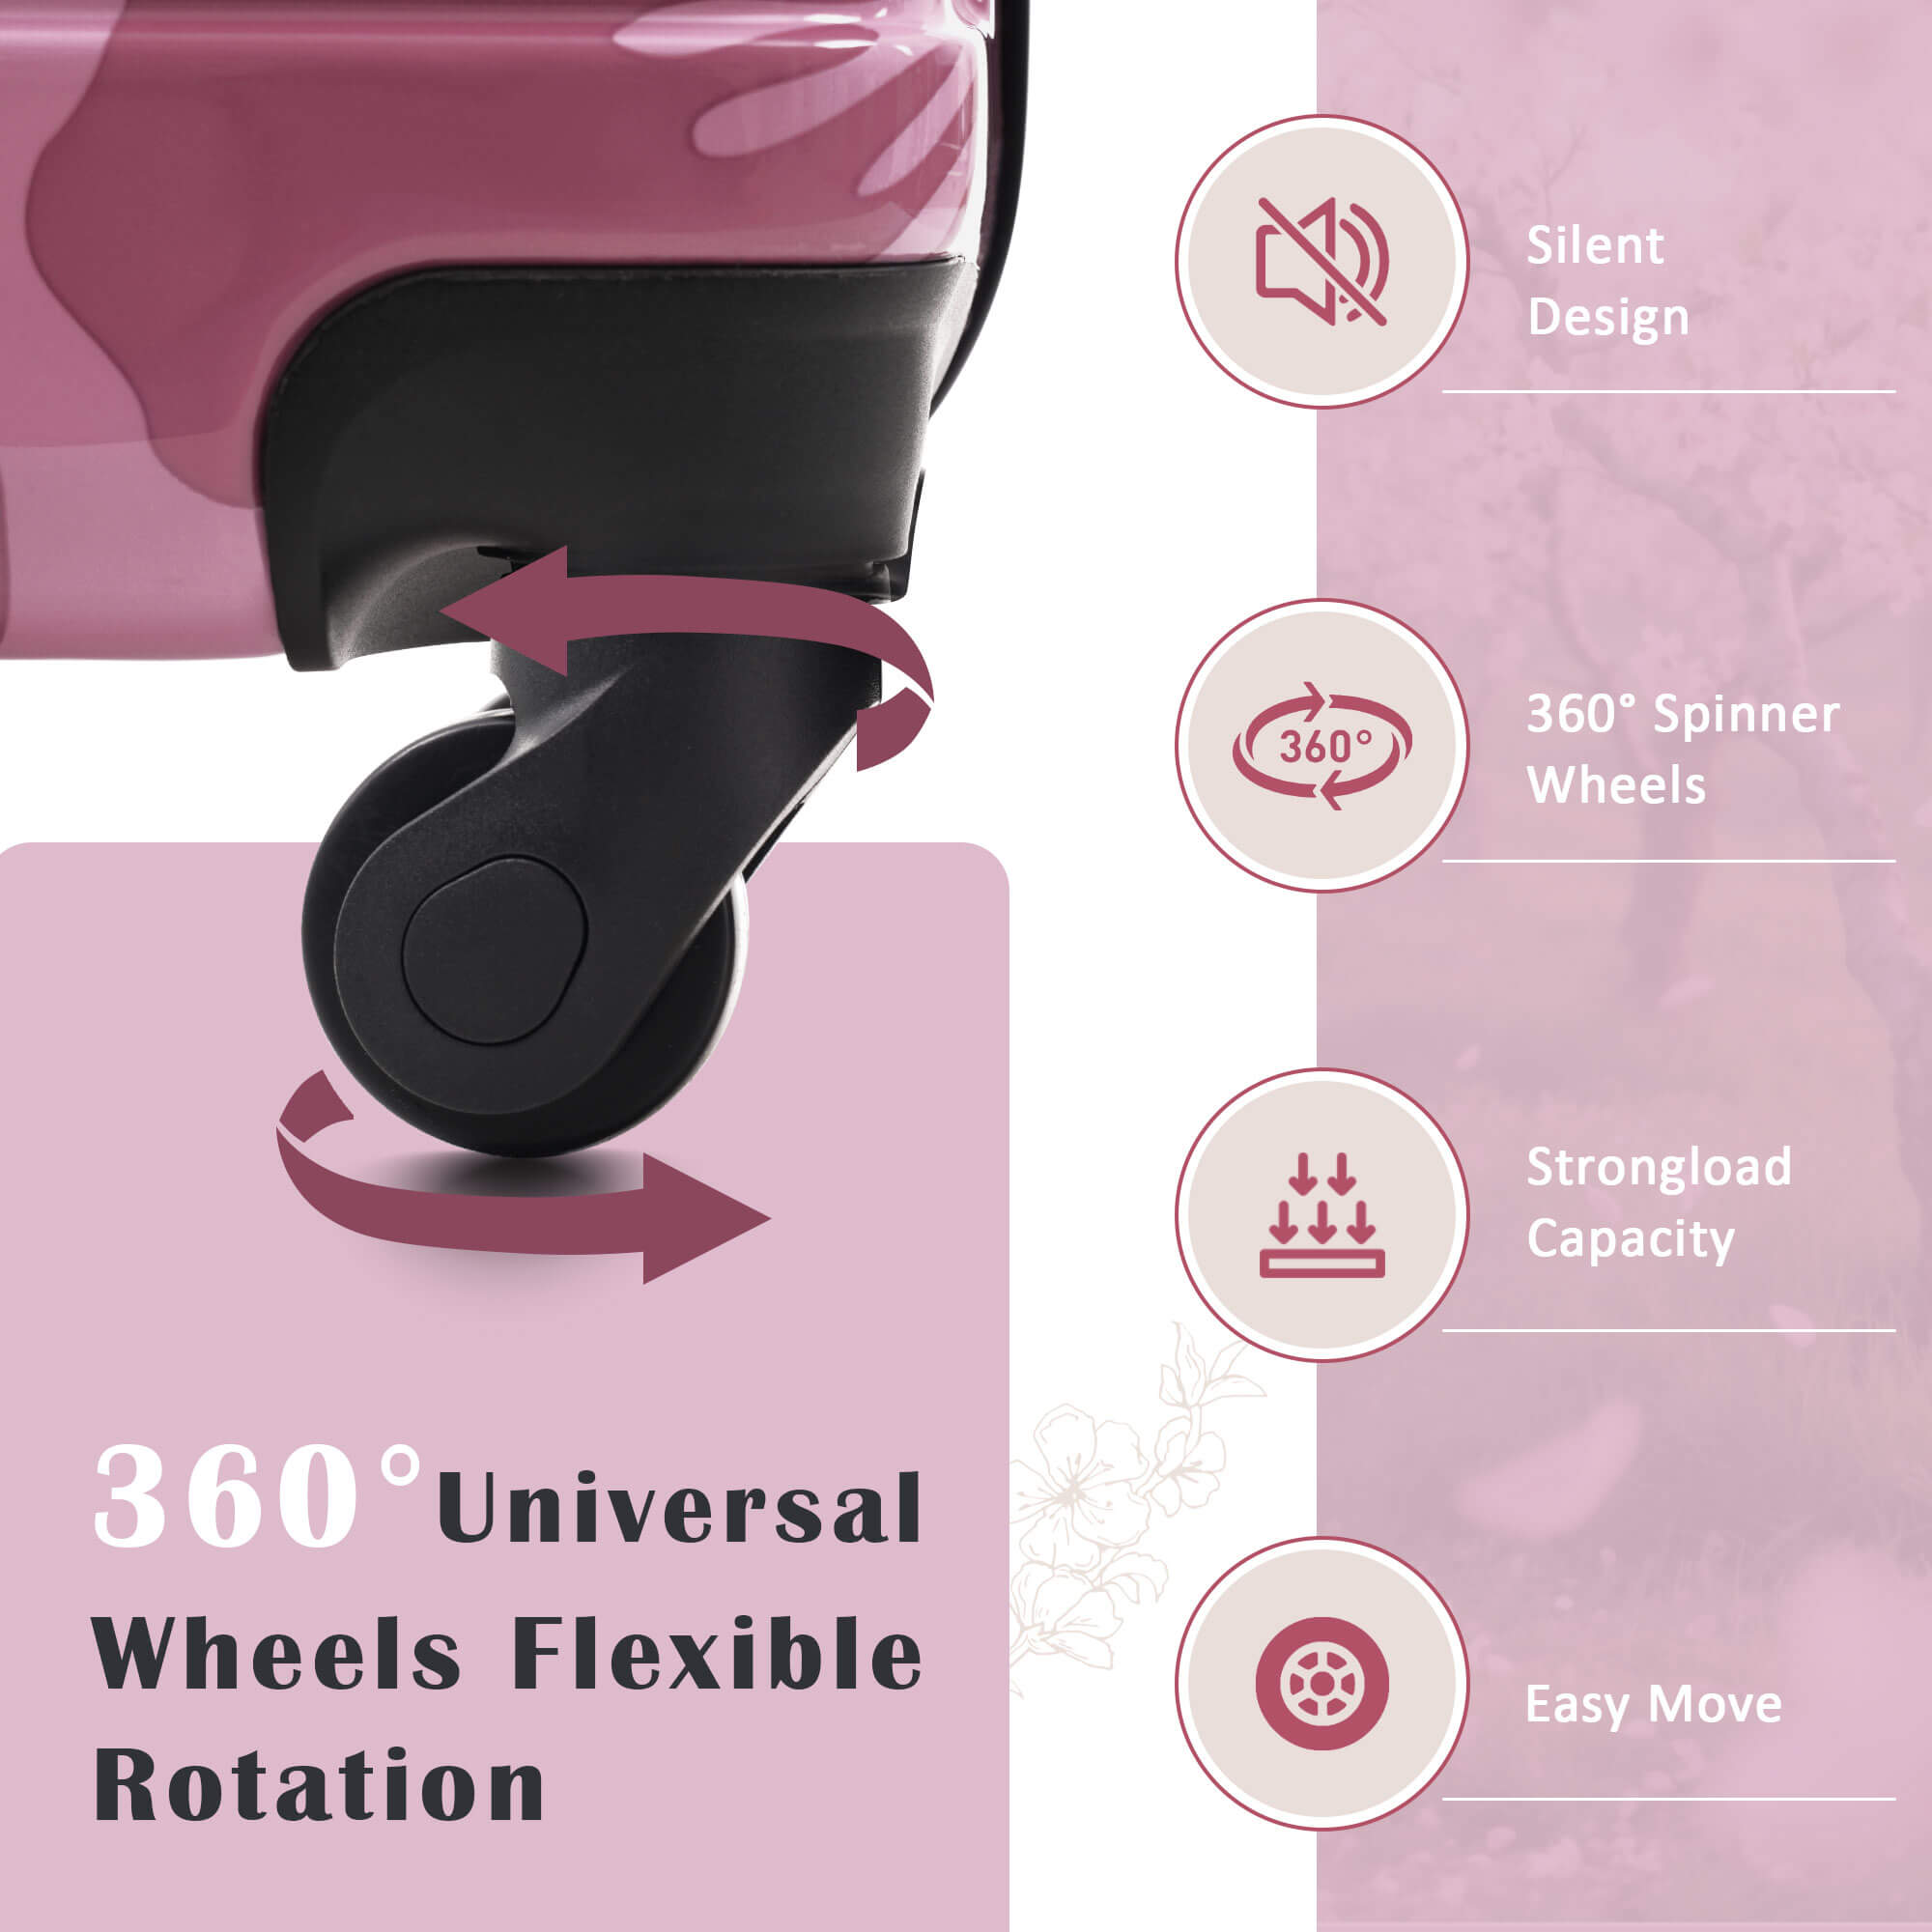 Silent
Design
360°
360° Spinner
Wheels
Strongload
Capacity
Easy Move
360° Universal
Wheels Flexible
Rotation